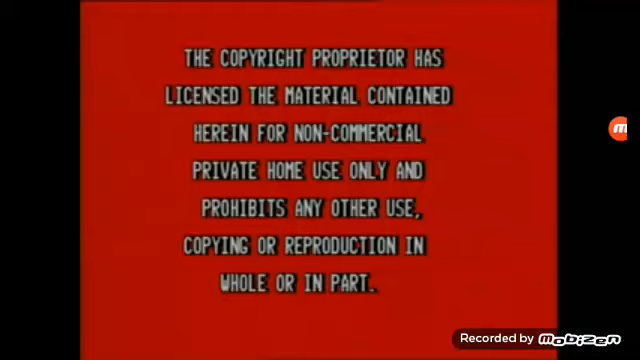 THE COPYRIGHT PROPRIETOR HAS
LICENSED THE MATERIAL CONTAINED
HEREIN FOR NON-COMMERCIAL
PRIVATE HOME USE ONLY AND
PROHIBITS ANY OTHER USE,
COPYING OR REPRODUCTION IN
WHOLE OR IN PART.
Recorded by mobizen